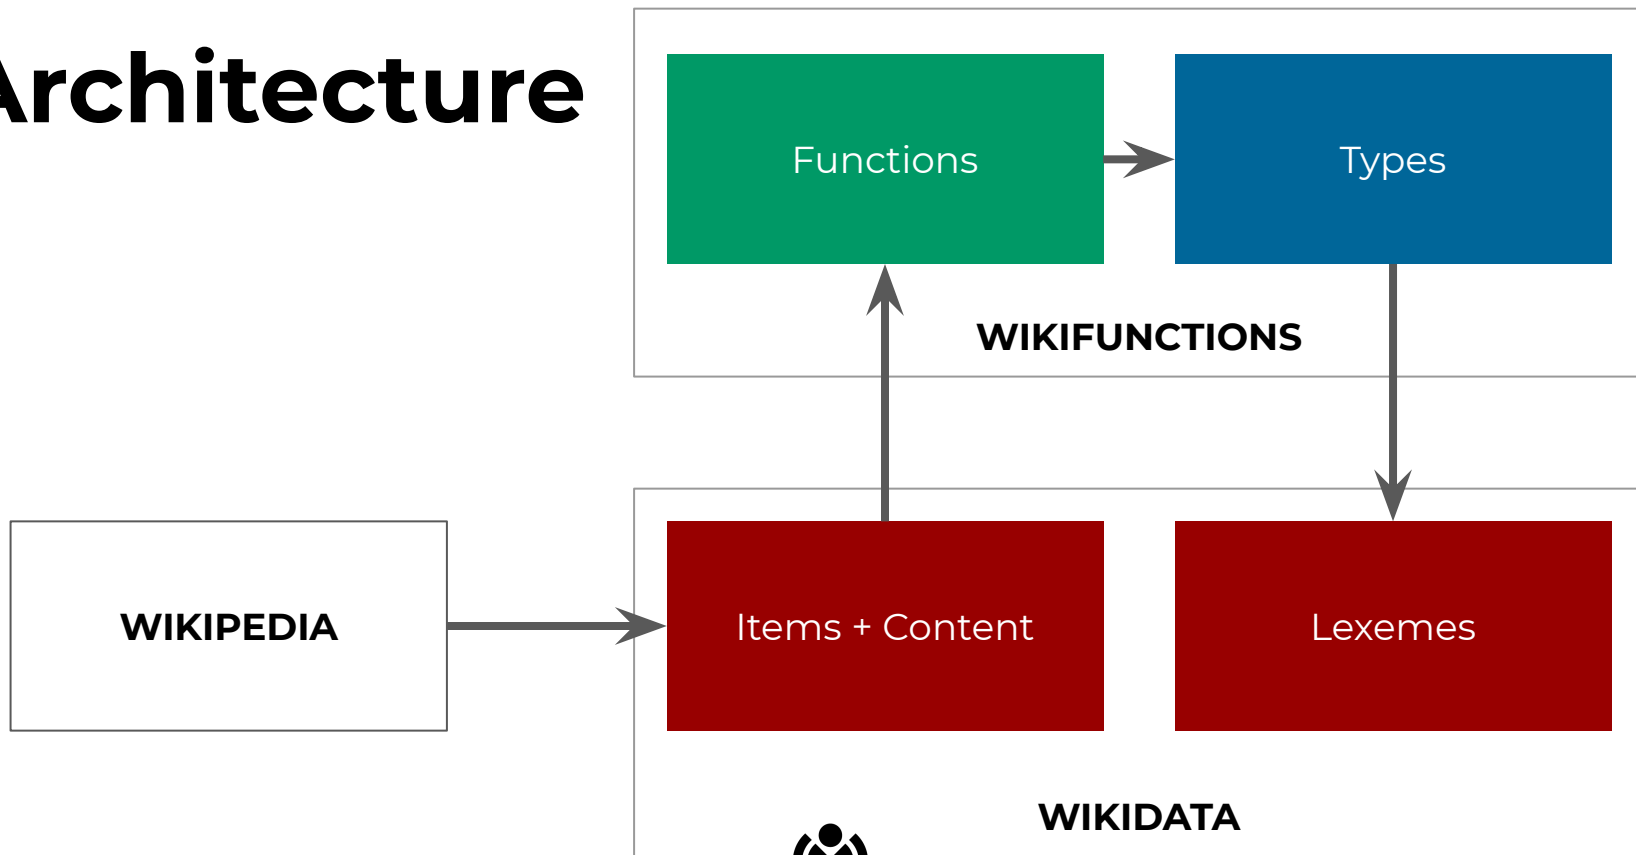 Architecture
Functions
Types
WIKIFUNCTIONS
WIKIPEDIA
Items + Content
Lexemes
WIKIDATA